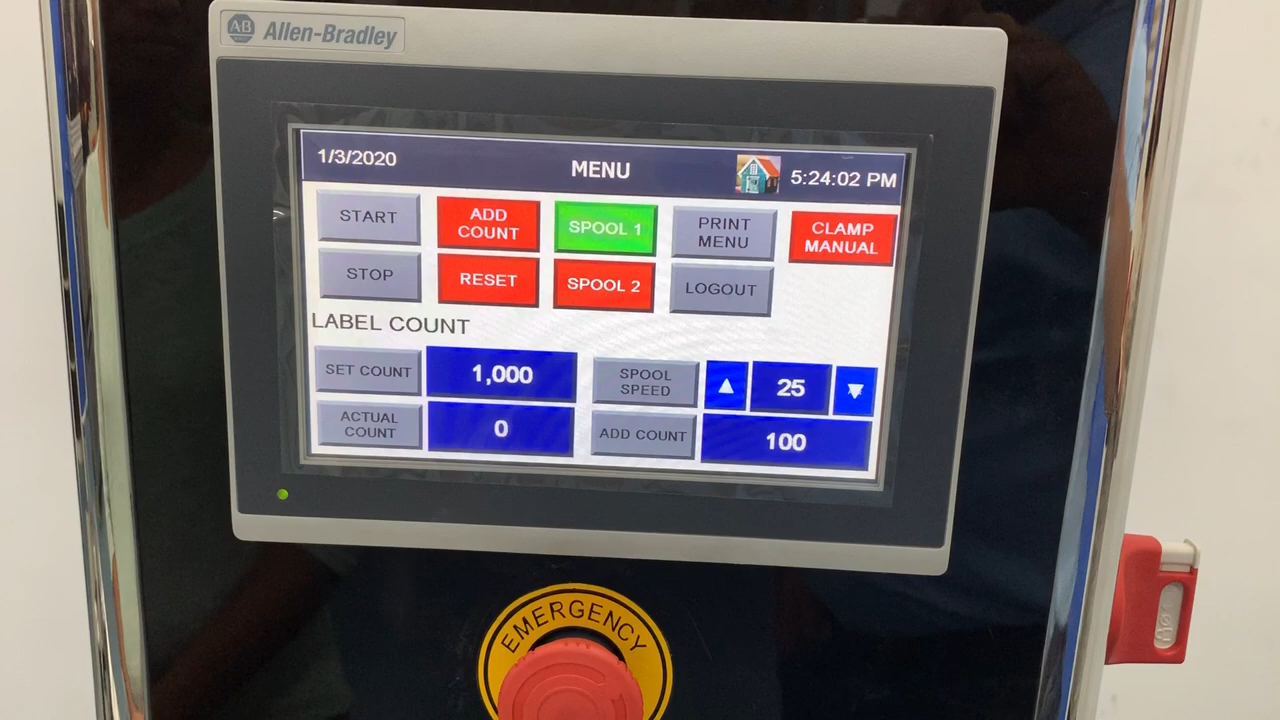 AB Allen-Bradley
1/3/2020
MENU
5:24:02 PM
START
ADD
COUNT
SPOOL 1
PRINT
MENU
CLAMP
MANUAL
STOP
RESET
SPOOL 2
LOGOUT
LABEL COUNT
SET COUNT
1,000
SPOOL
SPEED
25
ACTUAL
COUNT
0
ADD COUNT
100
EMERGENCY